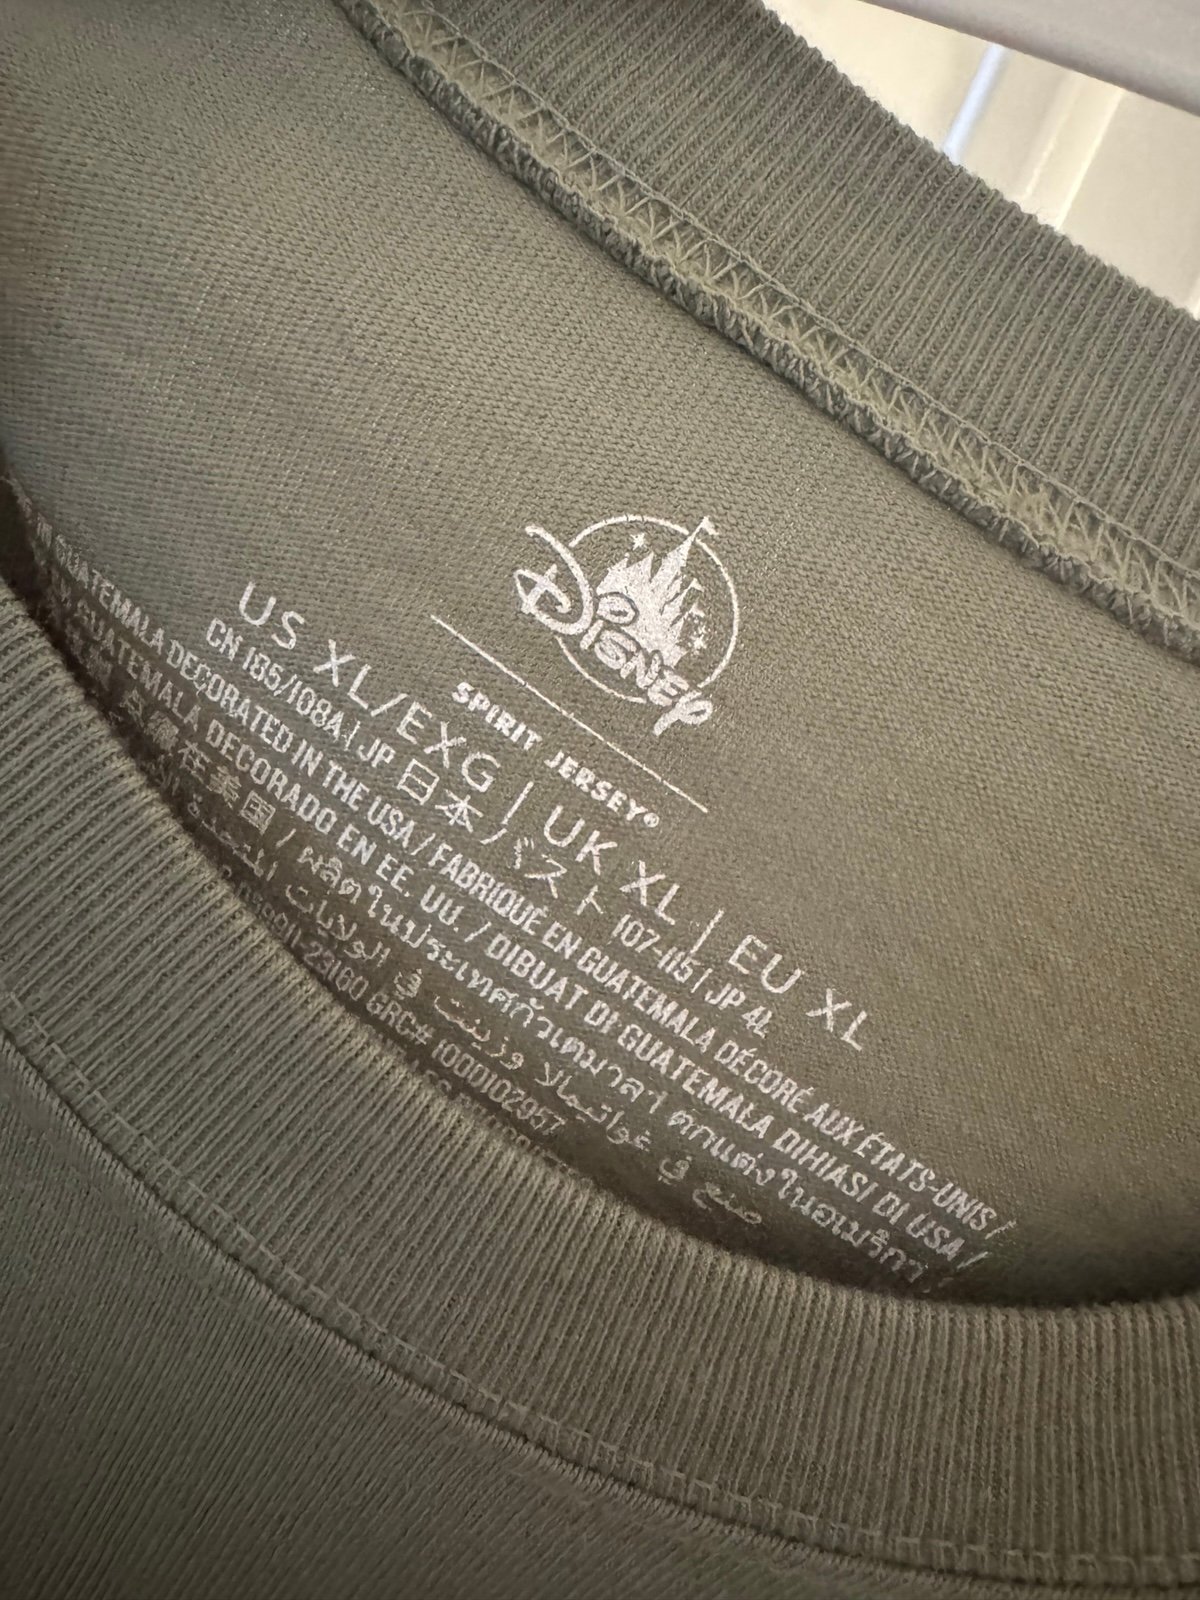 Disney
SPIRIT JERSEY®
US XL/EXG | UK XL | EU XL
CN 185/108A | JP 日本 バスト 107-115 | JP 4L
GUATEMALA DECORATED IN THE USA / FABRIQUÉ EN GUATEMALA DÉCORÉ AUX ÉTATS-UNIS /
GUATEMALA DECORADO EN EE. UU. / DIBUAT DI GUATEMALA DIHIASI DI USA /
在美国 / ผลิตในประเทศกัวเตมาลา ตกแต่งในอเมริกา
صنع في غواتيمالا وزينت في الولايات
23160 GRC# 1000102957